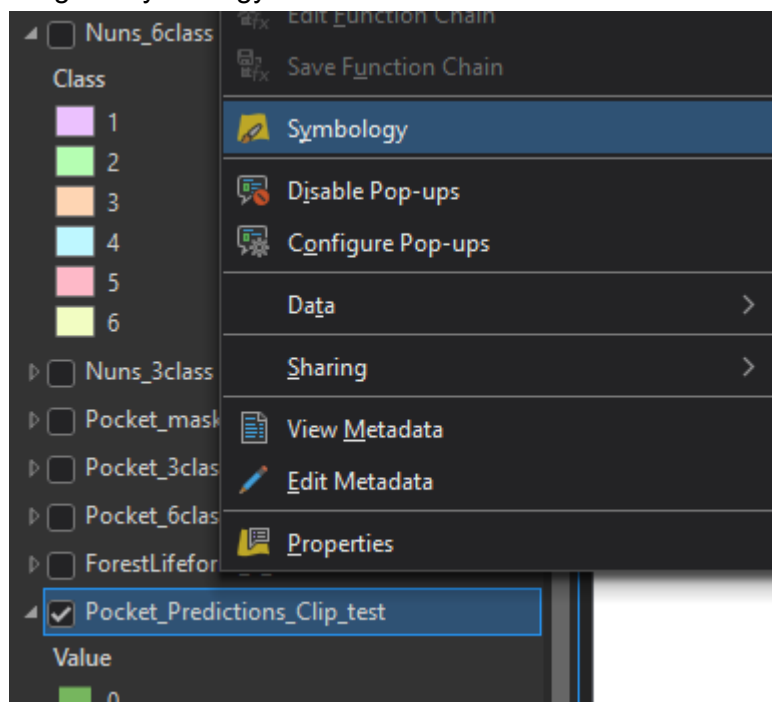 Nuns_6class
Edit Function Chain
Class
Save Function Chain
1
Symbology
2
Disable Pop-ups
3
4
Configure Pop-ups
5
Data
6
Nuns_3class
Sharing
Pocket_mask
View Metadata
Pocket_3clas
Edit Metadata
Pocket_6clas
Properties
ForestLifefor
Pocket_Predictions_Clip_test
Value
0